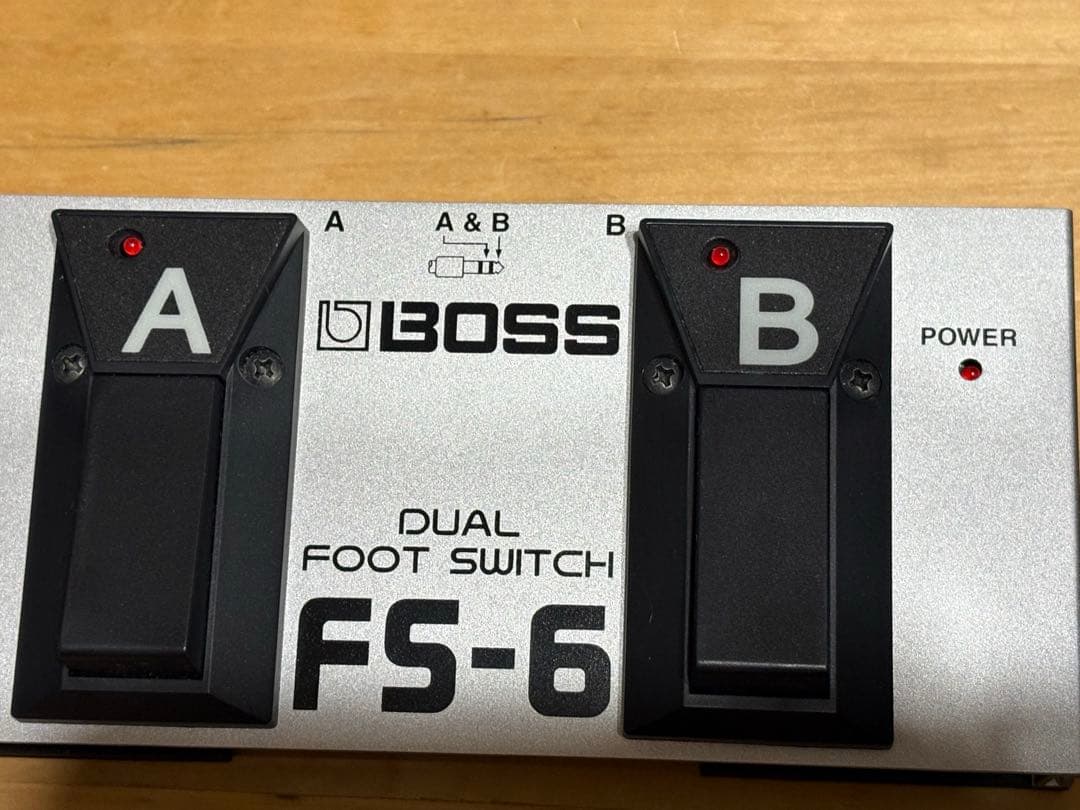 A A & B B
BOSS
A
B
POWER
DUAL
FOOT SWITCH
FS-6